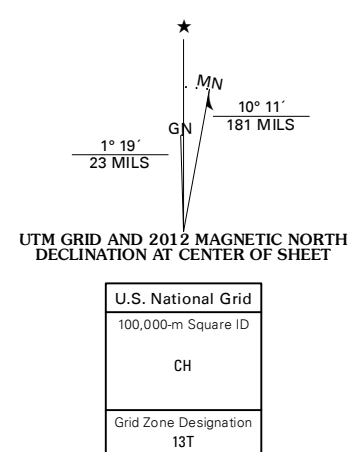 ★
MN
10° 11´
181 MILS
GN
1° 19´
23 MILS
UTM GRID AND 2012 MAGNETIC NORTH
DECLINATION AT CENTER OF SHEET
U.S. National Grid
100,000-m Square ID
CH
Grid Zone Designation
13T